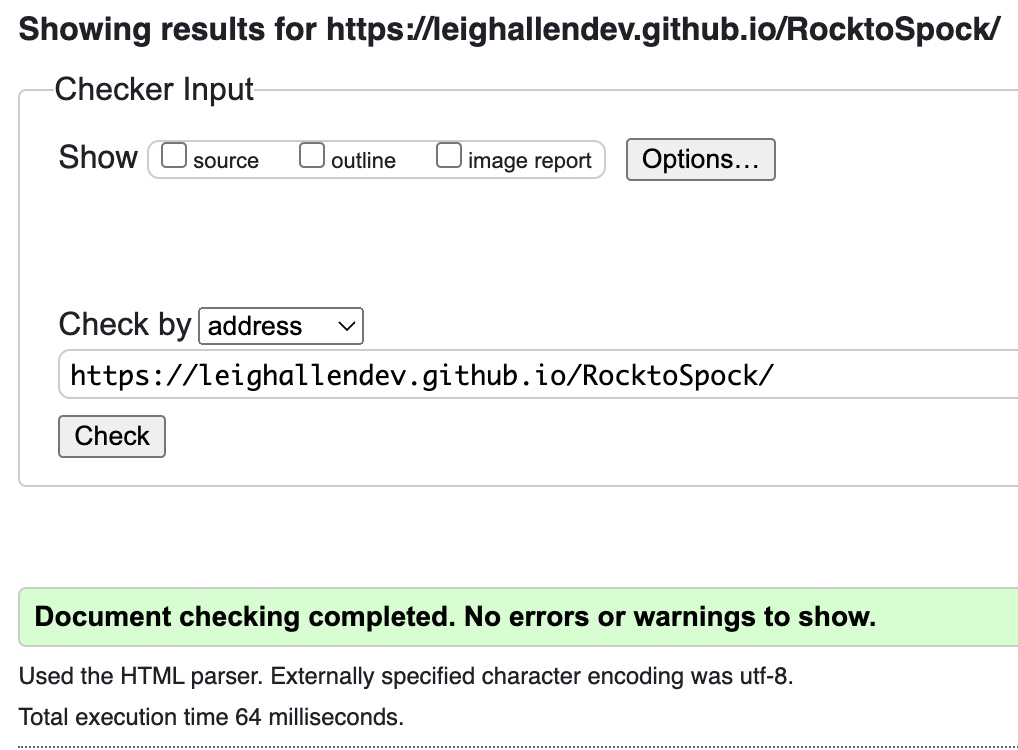 Showing results for https://leighallendev.github.io/RocktoSpock/
Checker Input
Show source outline image report Options...
Check by address
https://leighallendev.github.io/RocktoSpock/
Check
Document checking completed. No errors or warnings to show.
Used the HTML parser. Externally specified character encoding was utf-8.
Total execution time 64 milliseconds.